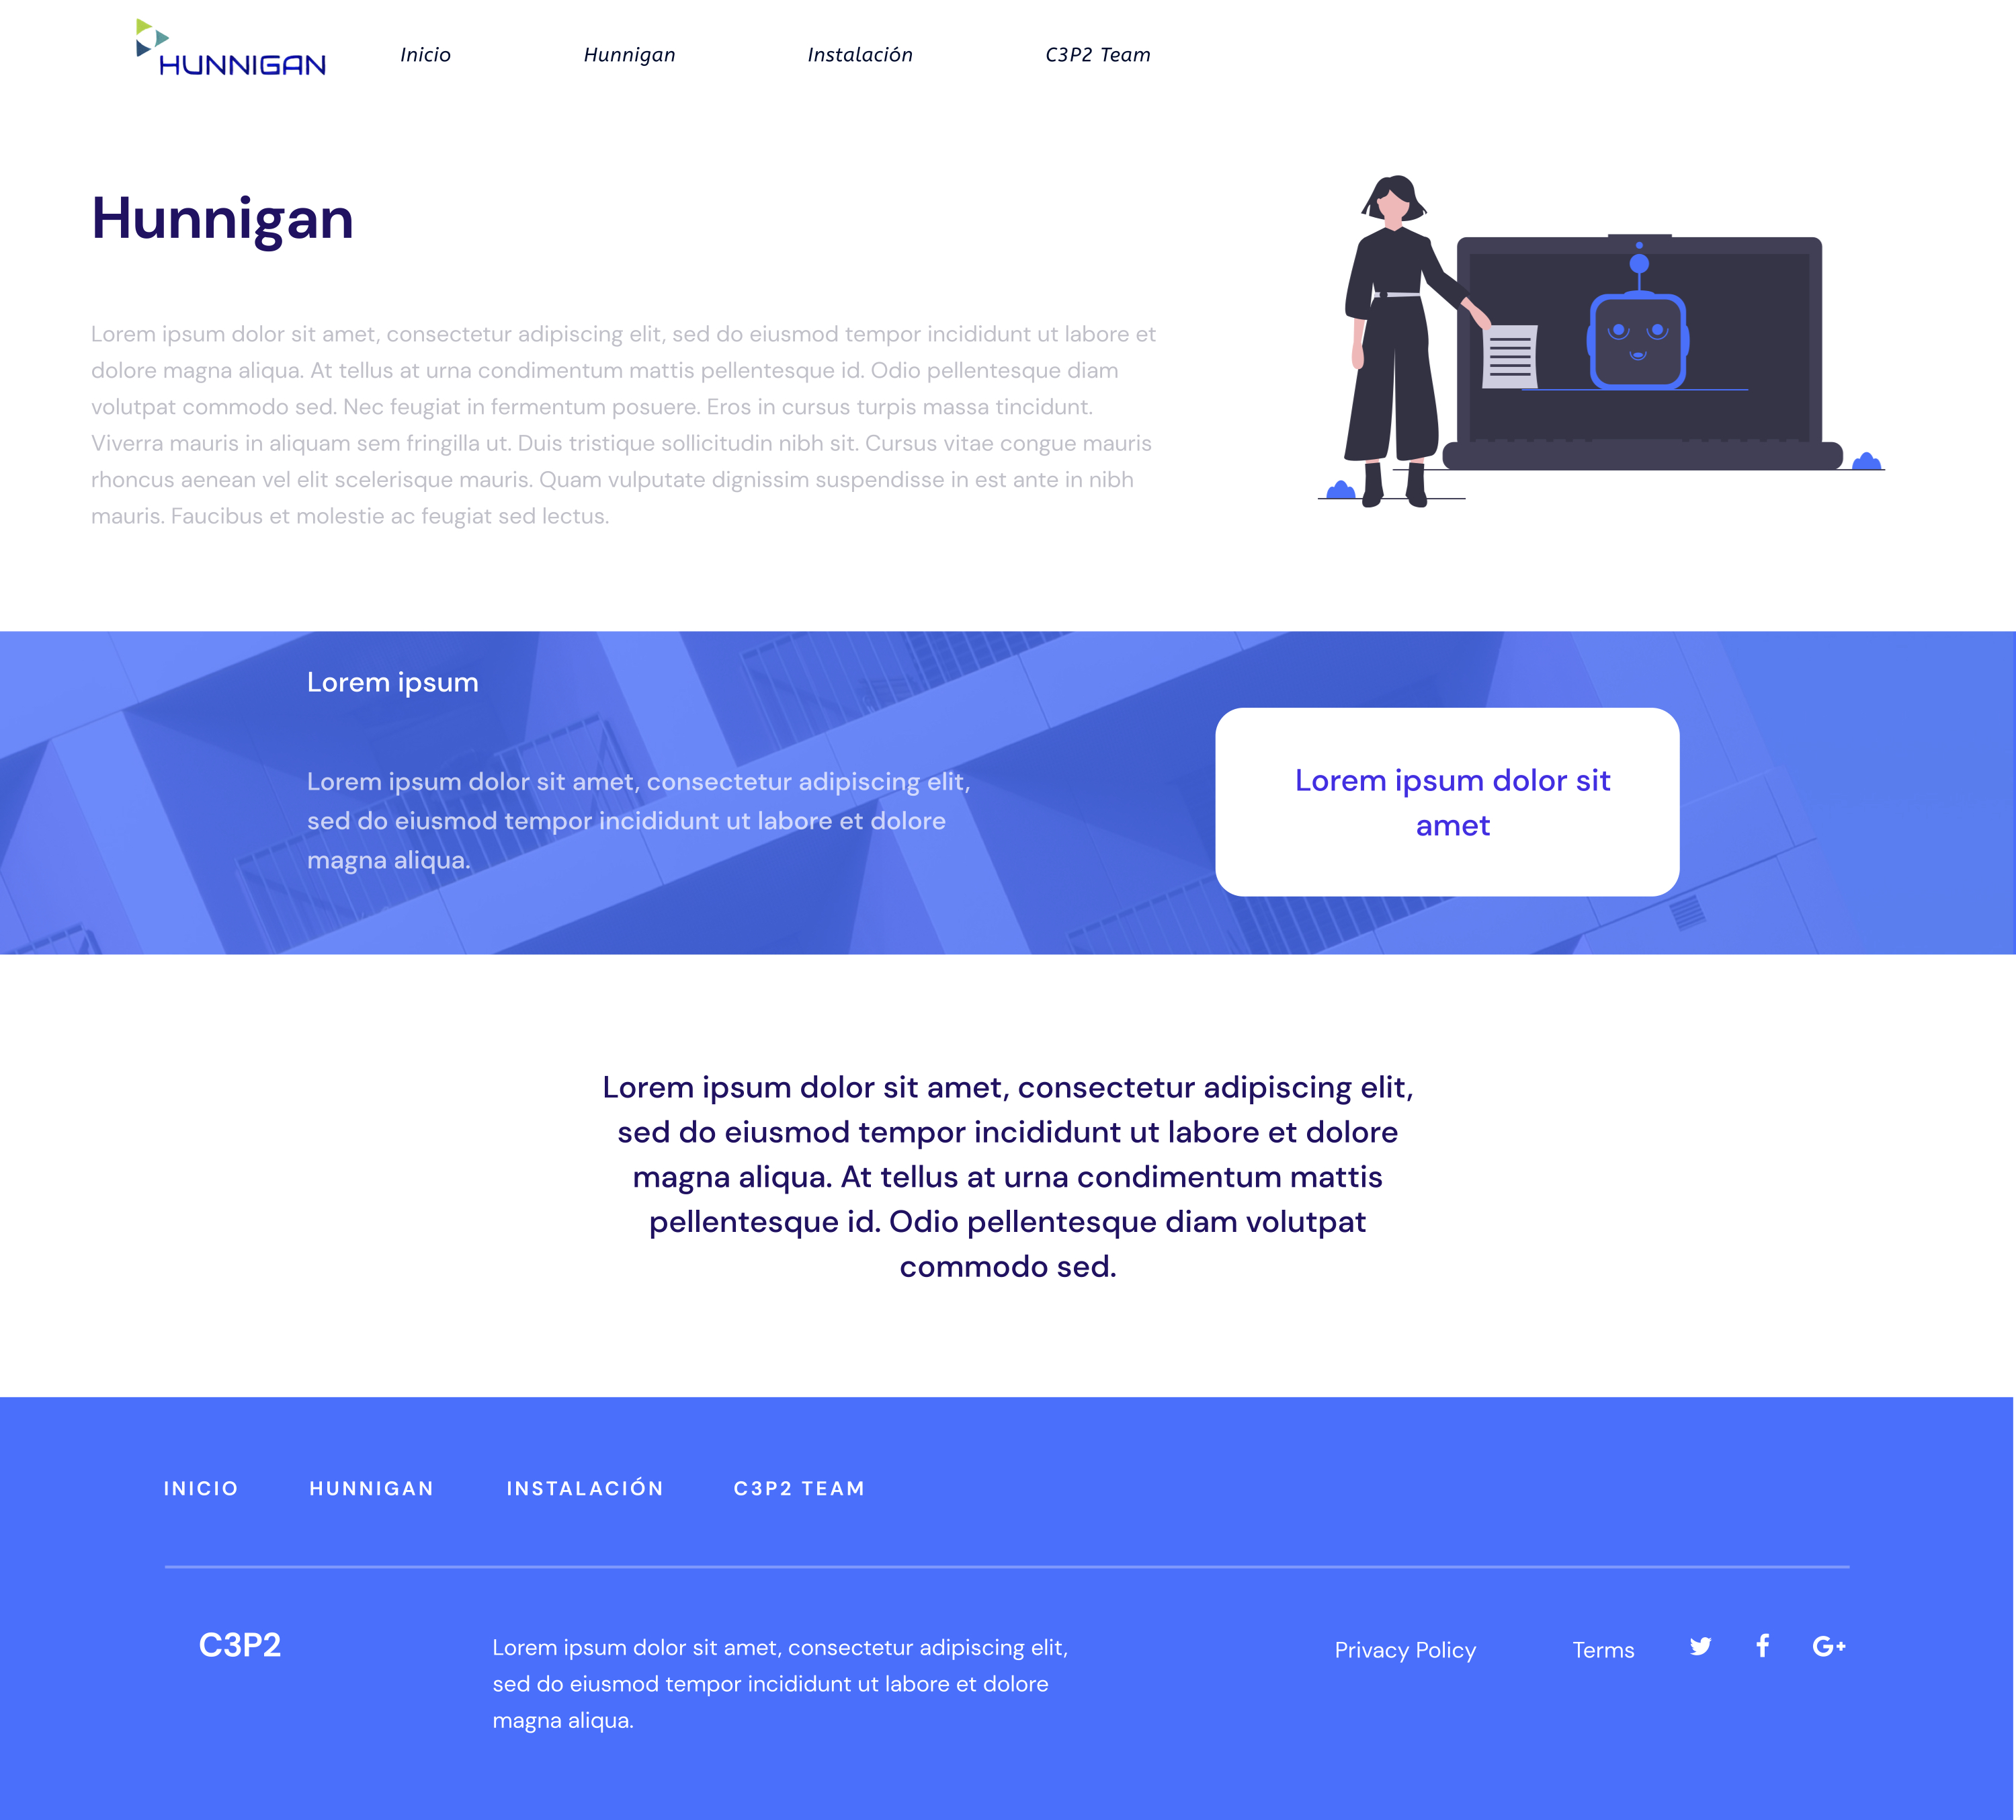 HUNNIGAN
Inicio
Hunnigan
Instalación
C3P2 Team
Hunnigan
Lorem ipsum dolor sit amet, consectetur adipiscing elit, sed do eiusmod tempor incididunt ut labore et
dolore magna aliqua. At tellus at urna condimentum mattis pellentesque id. Odio pellentesque diam
volutpat commodo sed. Nec feugiat in fermentum posuere. Eros in cursus turpis massa tincidunt.
Viverra mauris in aliquam sem fringilla ut. Duis tristique sollicitudin nibh sit. Cursus vitae congue mauris
rhoncus aenean vel elit scelerisque mauris. Quam vulputate dignissim suspendisse in est ante in nibh
mauris. Faucibus et molestie ac feugiat sed lectus.
Lorem ipsum
Lorem ipsum dolor sit amet, consectetur adipiscing elit,
sed do eiusmod tempor incididunt ut labore et dolore
magna aliqua.
Lorem ipsum dolor sit
amet
Lorem ipsum dolor sit amet, consectetur adipiscing elit,
sed do eiusmod tempor incididunt ut labore et dolore
magna aliqua. At tellus at urna condimentum mattis
pellentesque id. Odio pellentesque diam volutpat
commodo sed.
INICIO
HUNNIGAN
INSTALACIÓN
C3P2 TEAM
C3P2
Lorem ipsum dolor sit amet, consectetur adipiscing elit,
sed do eiusmod tempor incididunt ut labore et dolore
magna aliqua.
Privacy Policy
Terms